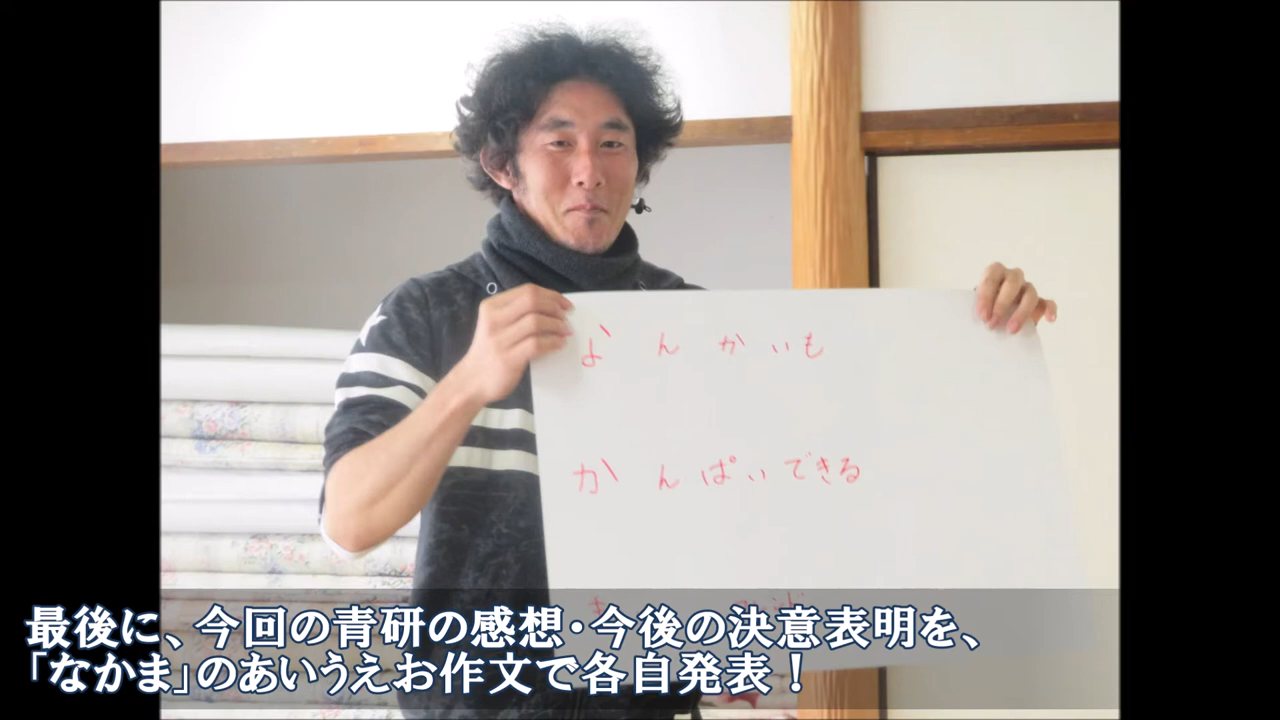 なんかいも
かんぱいできる
最後に、今回の青研の感想・今後の決意表明を、
「なかま」のあいうえお作文で各自発表！